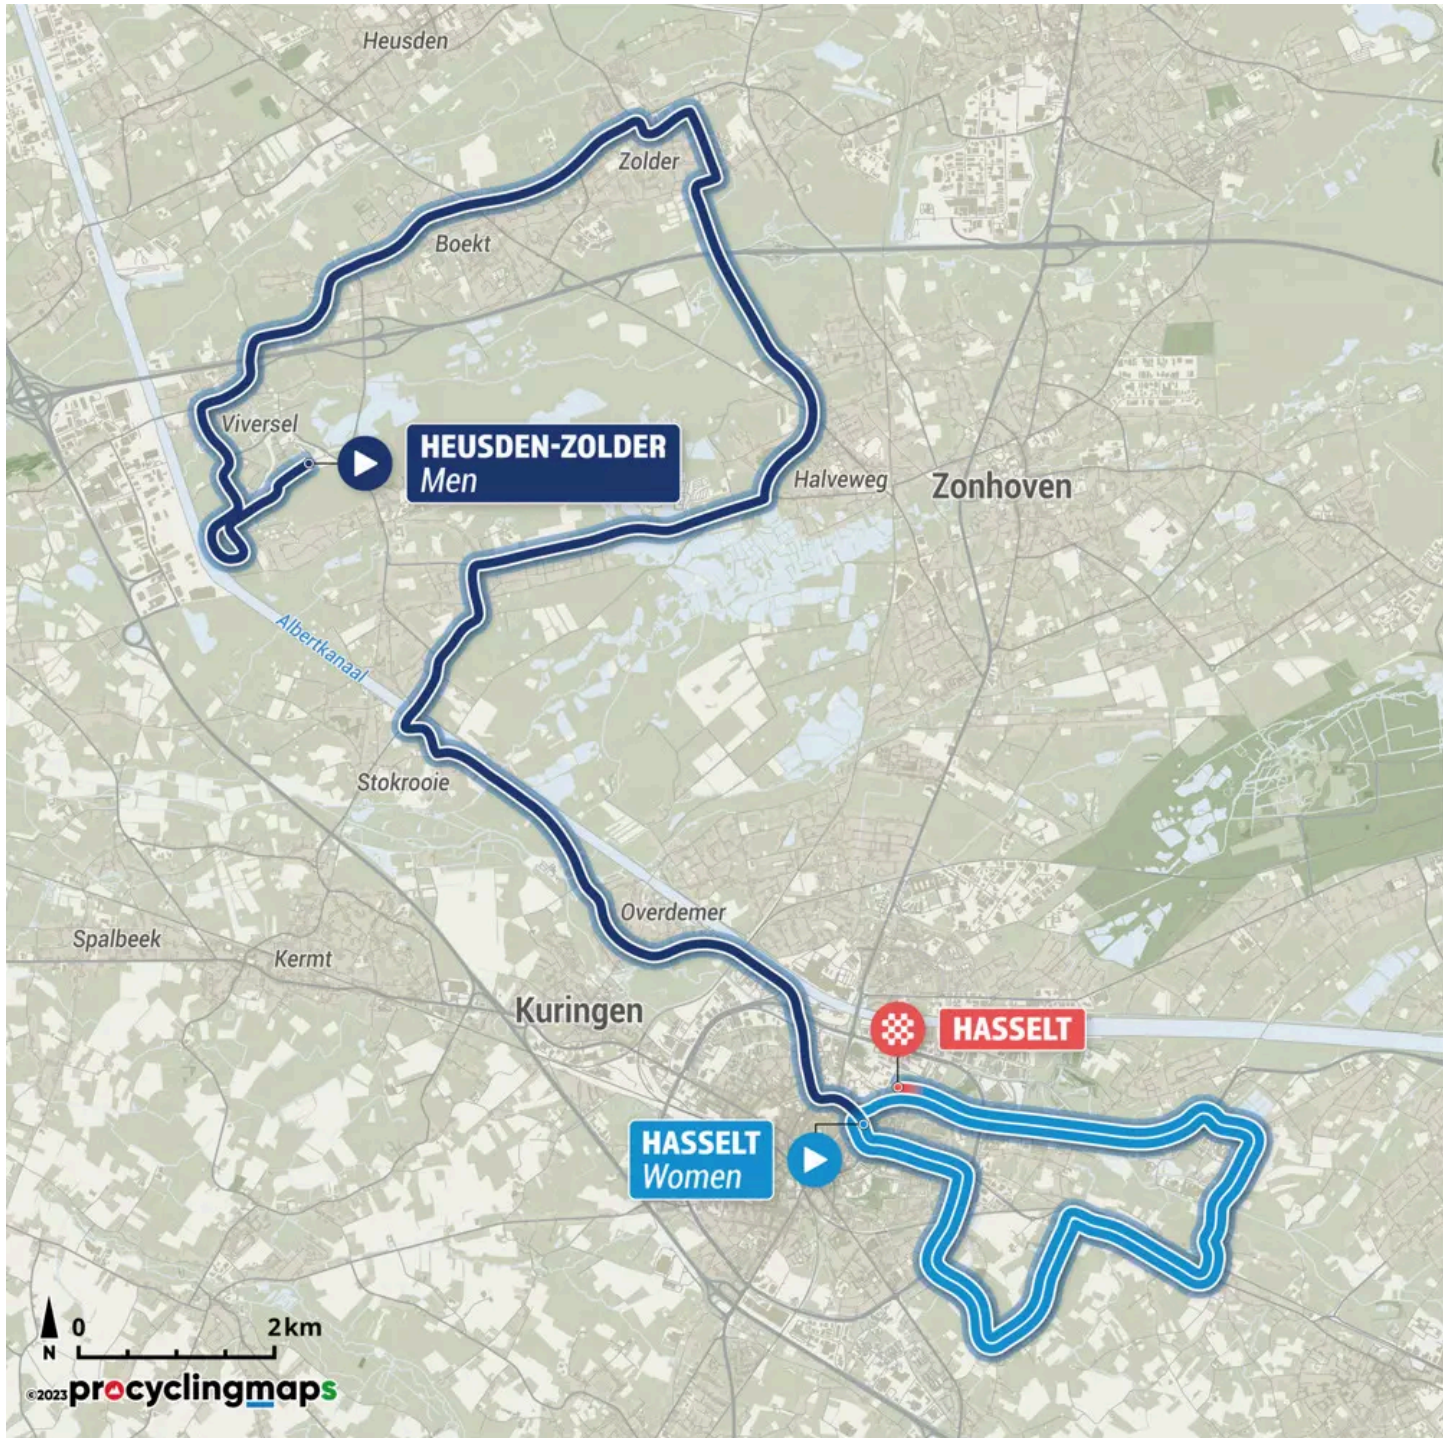 Heusden
Zolder
Boekt
Viversel
HEUSDEN-ZOLDER
Men
Halveweg
Zonhoven
Albertkanaal
Stokrooie
Overdemer
Spalbeek
Kermt
Kuringen
HASSELT
HASSELT
Women
0 2km
N
©2023 procyclingmaps